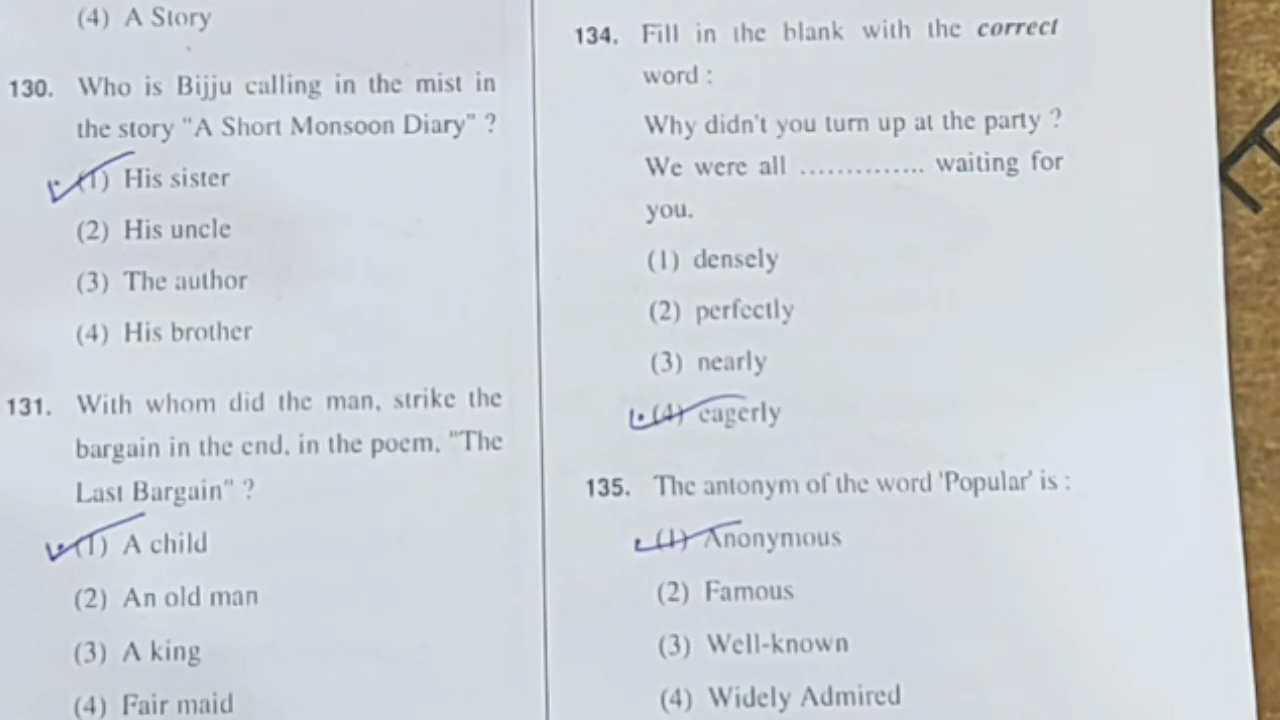 (4) A Story
130. Who is Bijju calling in the mist in
the story "A Short Monsoon Diary" ?
(1) His sister
(2) His uncle
(3) The author
(4) His brother
131. With whom did the man, strike the
bargain in the end, in the poem, "The
Last Bargain" ?
(1) A child
(2) An old man
(3) A king
(4) Fair maid
134. Fill in the blank with the correct
word :
Why didn't you turn up at the party ?
We were all .............. waiting for
you.
(1) densely
(2) perfectly
(3) nearly
(4) eagerly
135. The antonym of the word 'Popular' is :
(1) Anonymous
(2) Famous
(3) Well-known
(4) Widely Admired